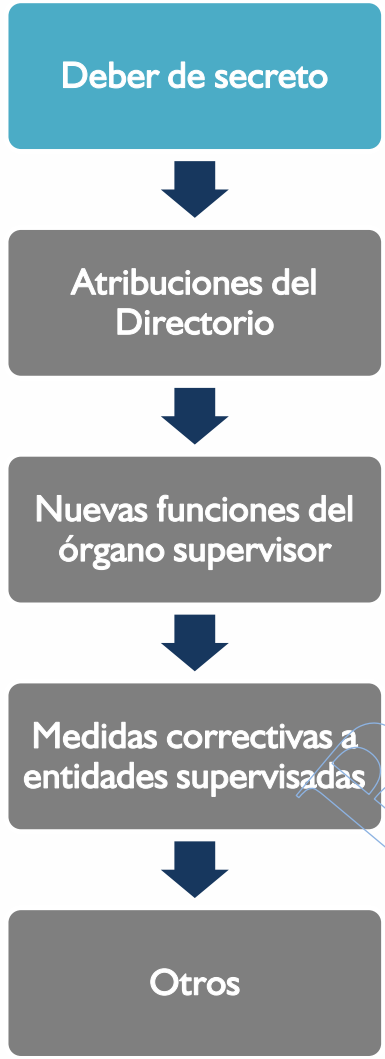 Deber de secreto
Atribuciones del
Directorio
Nuevas funciones del
órgano supervisor
Medidas correctivas a
entidades supervisadas
Otros